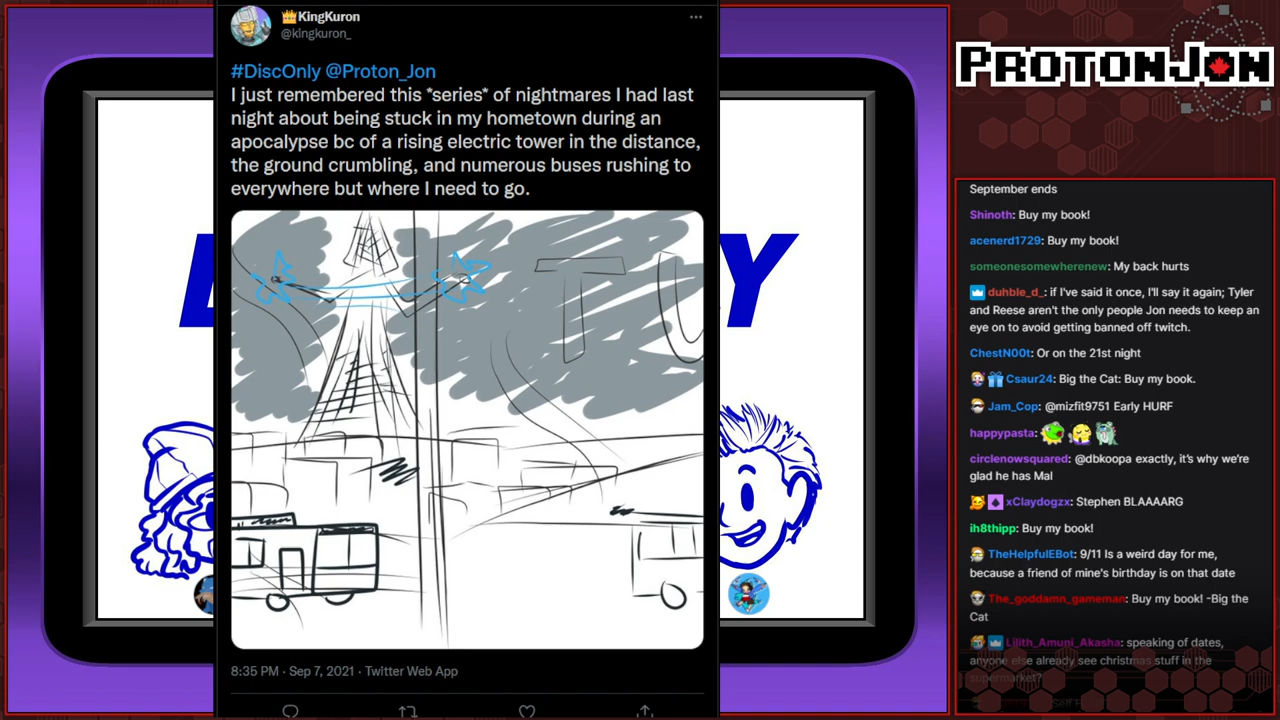 👑KingKuron
@kingkuron_
#DiscOnly @Proton_Jon
I just remembered this *series* of nightmares I had last
night about being stuck in my hometown during an
apocalypse bc of a rising electric tower in the distance,
the ground crumbling, and numerous buses rushing to
everywhere but where I need to go.
TU
Y
8:35 PM · Sep 7, 2021 · Twitter Web App
PROTONJON
September ends
Shinoth: Buy my book!
acenerd1729: Buy my book!
someonesomewherenew: My back hurts
duhble_d_: if I've said it once, I'll say it again; Tyler
and Reese aren't the only people Jon needs to keep an
eye on to avoid getting banned off twitch.
ChestN00t: Or on the 21st night
Csaur24: Big the Cat: Buy my book.
Jam_Cop: @mizfit9751 Early HURF
happypasta:
circlenowsquared: @dbkoopa exactly, it's why we're
glad he has Mal
xClaydogzx: Stephen BLAAAARG
ih8thipp: Buy my book!
TheHelpfulEBot: 9/11 Is a weird day for me,
because a friend of mine's birthday is on that date
The_goddamn_gameman: Buy my book! -Big the
Cat
Lilith_Amuni_Akasha: speaking of dates,
anyone else already see christmas stuff in the
supermarket?